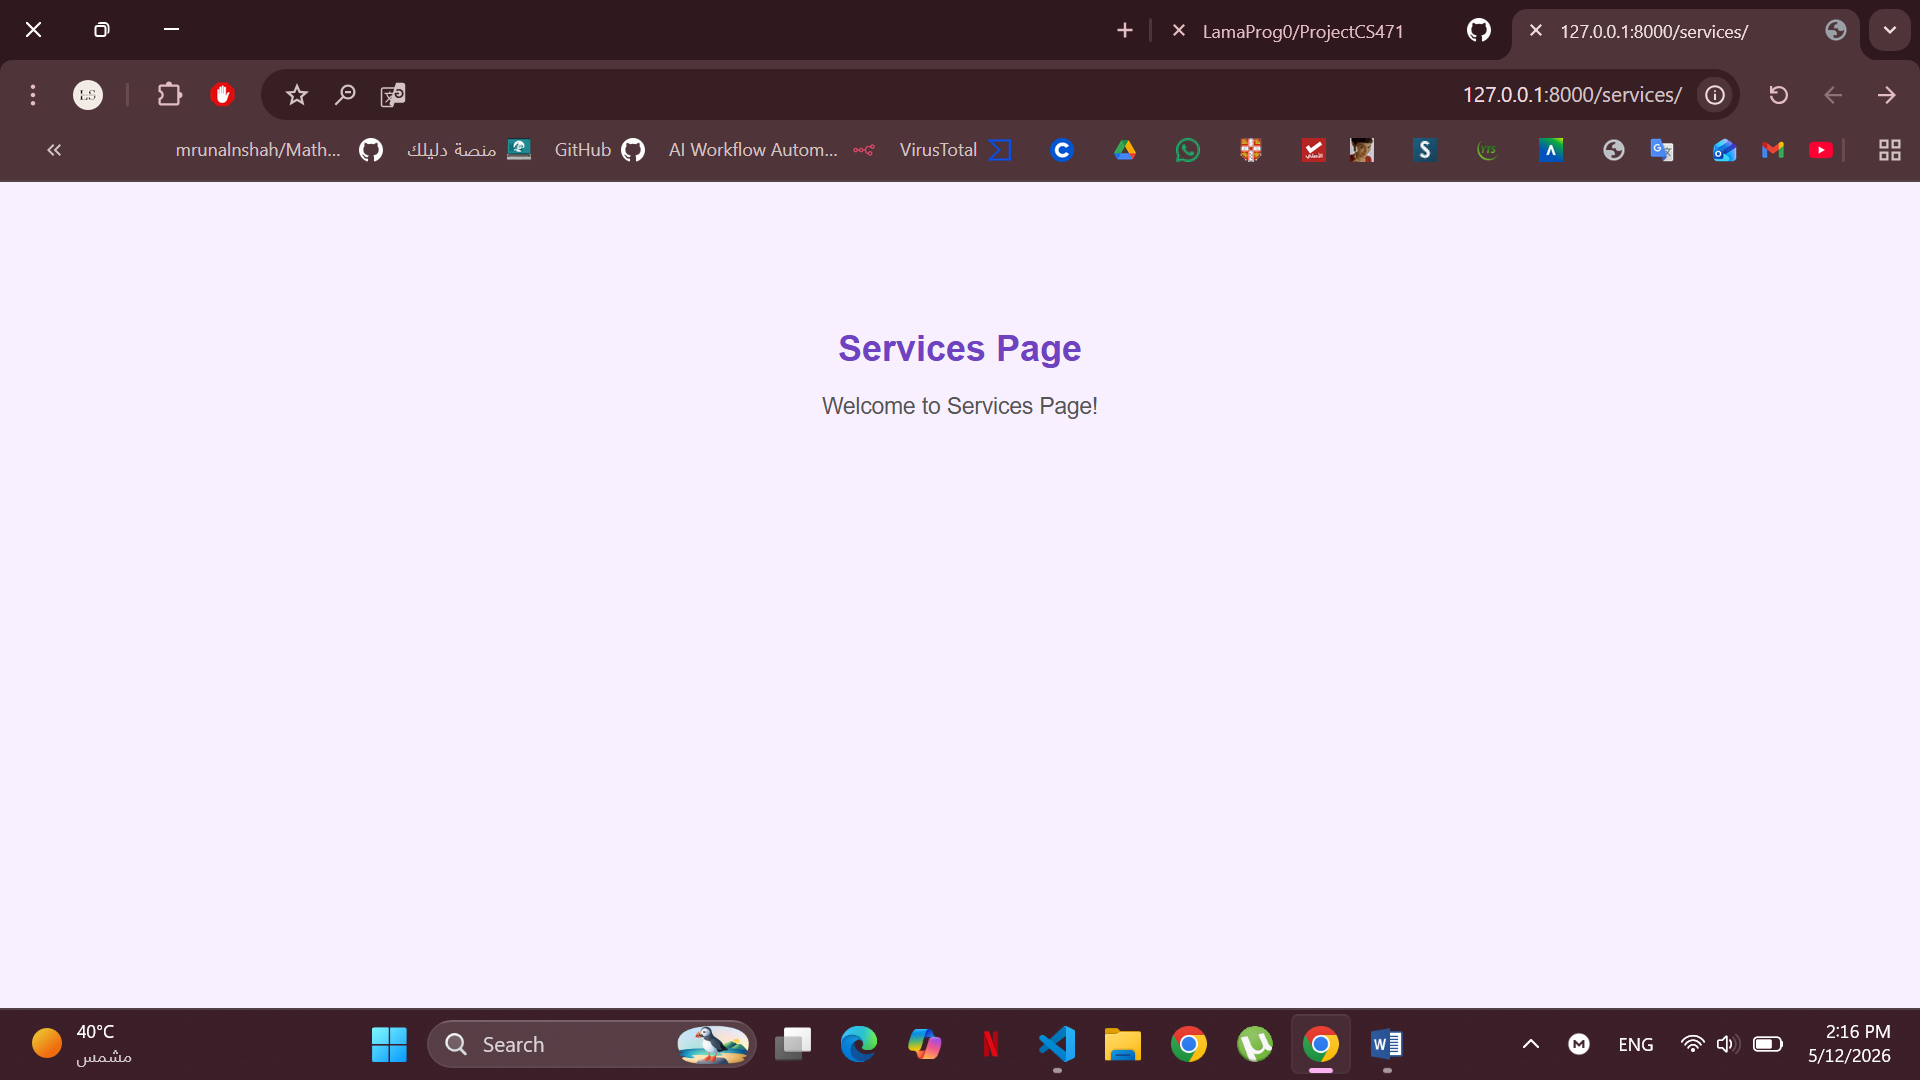 LamaProg0/ProjectCS471
127.0.0.1:8000/services/
LS
127.0.0.1:8000/services/
mrunalnshah/Math...
منصة دليلك
GitHub
AI Workflow Autom...
VirusTotal
YTS
Services Page
Welcome to Services Page!
40°C
مشمس
Search
ENG
2:16 PM
5/12/2026